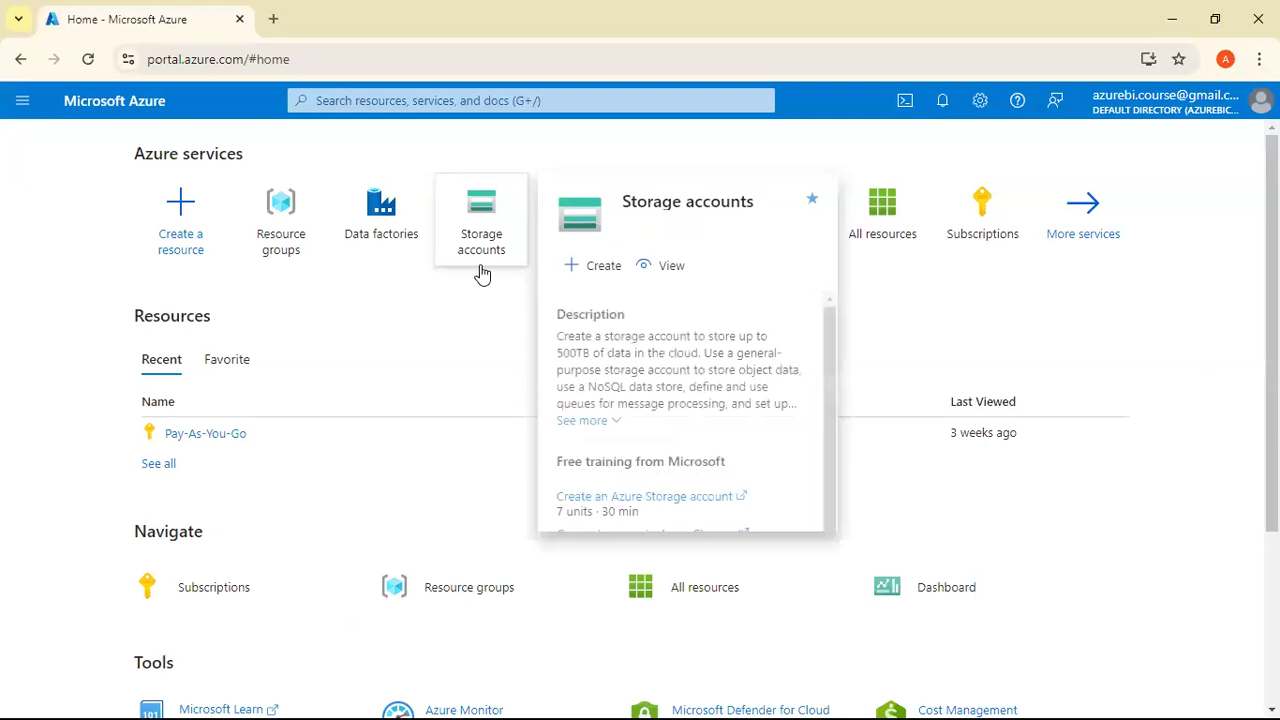 Home - Microsoft Azure
portal.azure.com/#home
A
Microsoft Azure
Search resources, services, and docs (G+/)
azurebi.course@gmail.c...
DEFAULT DIRECTORY (AZUREBIC...
Azure services
Create a
resource
Resource
groups
Data factories
Storage
accounts
Storage accounts
Create
View
Description
Create a storage account to store up to
500TB of data in the cloud. Use a general-
purpose storage account to store object data,
use a NoSQL data store, define and use
queues for message processing, and set up...
See more
Free training from Microsoft
Create an Azure Storage account
7 units · 30 min
All resources
Subscriptions
More services
Resources
Recent
Favorite
Name
Last Viewed
Pay-As-You-Go
3 weeks ago
See all
Navigate
Subscriptions
Resource groups
All resources
Dashboard
Tools
101
Microsoft Learn
Azure Monitor
Microsoft Defender for Cloud
Cost Management